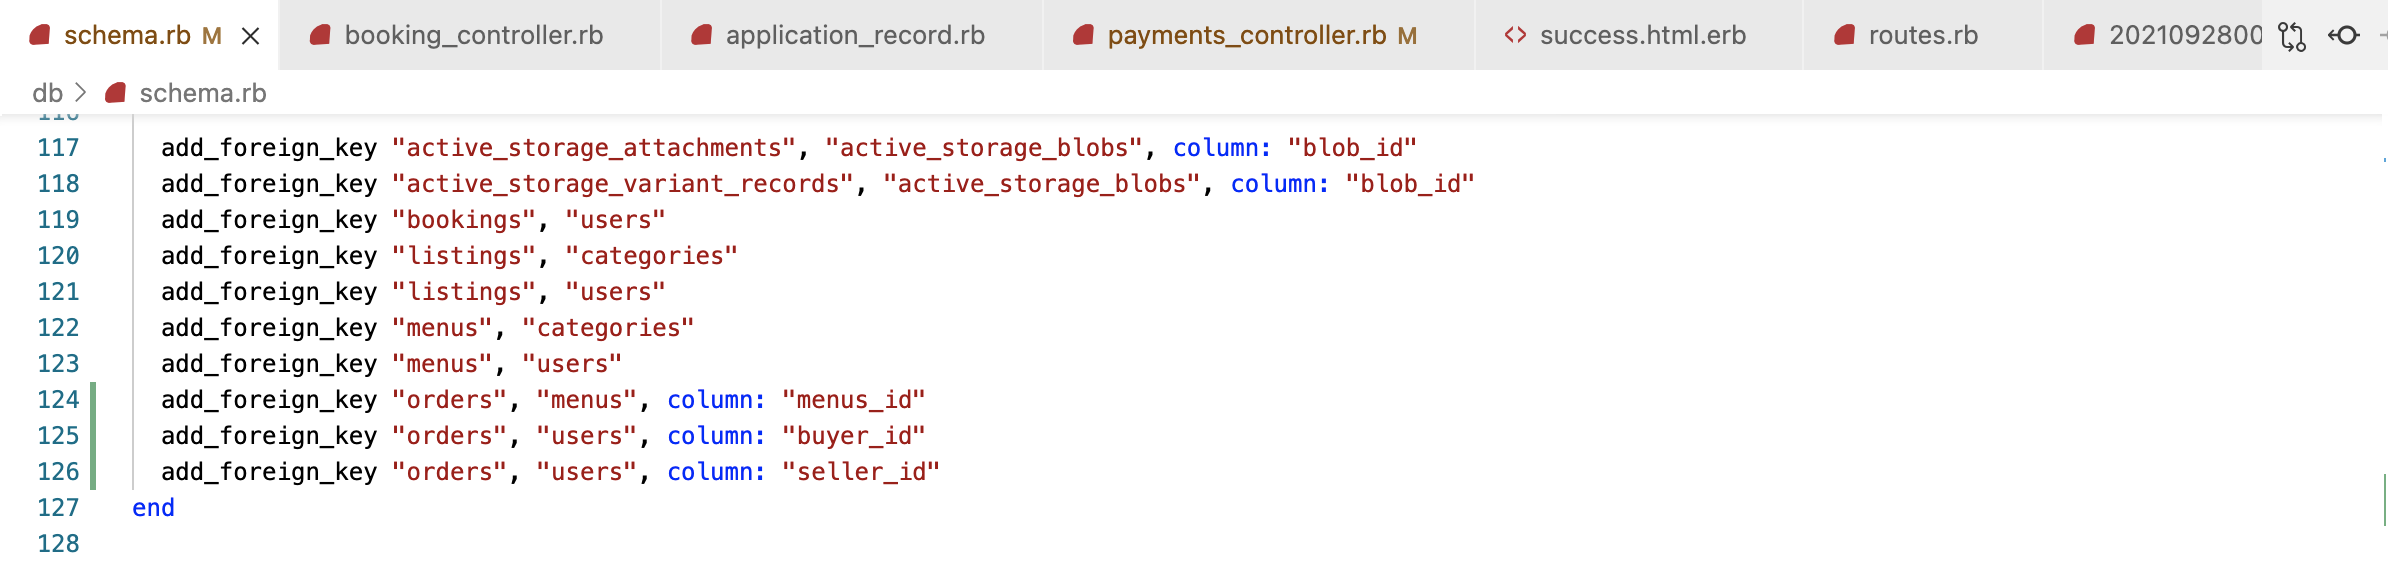 schema.rb M booking_controller.rb application_record.rb payments_controller.rb M success.html.erb routes.rb 2021092800
db > schema.rb
116
117 add_foreign_key "active_storage_attachments", "active_storage_blobs", column: "blob_id"
118 add_foreign_key "active_storage_variant_records", "active_storage_blobs", column: "blob_id"
119 add_foreign_key "bookings", "users"
120 add_foreign_key "listings", "categories"
121 add_foreign_key "listings", "users"
122 add_foreign_key "menus", "categories"
123 add_foreign_key "menus", "users"
124 add_foreign_key "orders", "menus", column: "menus_id"
125 add_foreign_key "orders", "users", column: "buyer_id"
126 add_foreign_key "orders", "users", column: "seller_id"
127 end
128